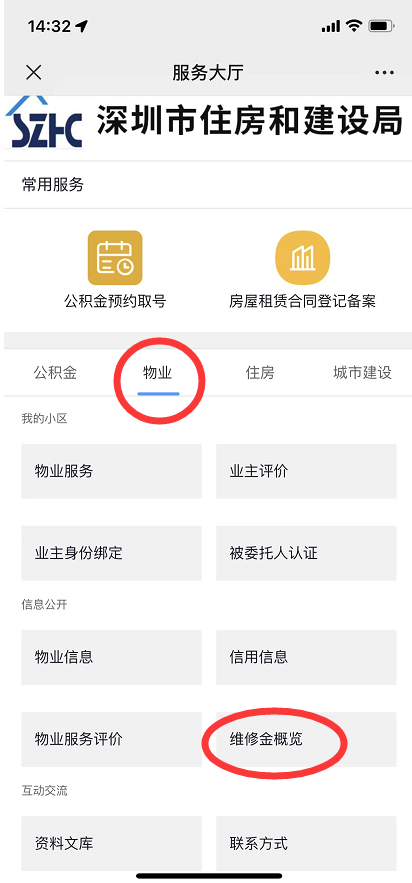 14:32
服务大厅
SZHC 深圳市住房和建设局
常用服务
公积金预约取号 房屋租赁合同登记备案
公积金 物业 住房 城市建设
我的小区
物业服务 业主评价
业主身份绑定 被委托人认证
信息公开
物业信息 信用信息
物业服务评价 维修金概览
互动交流
资料文库 联系方式